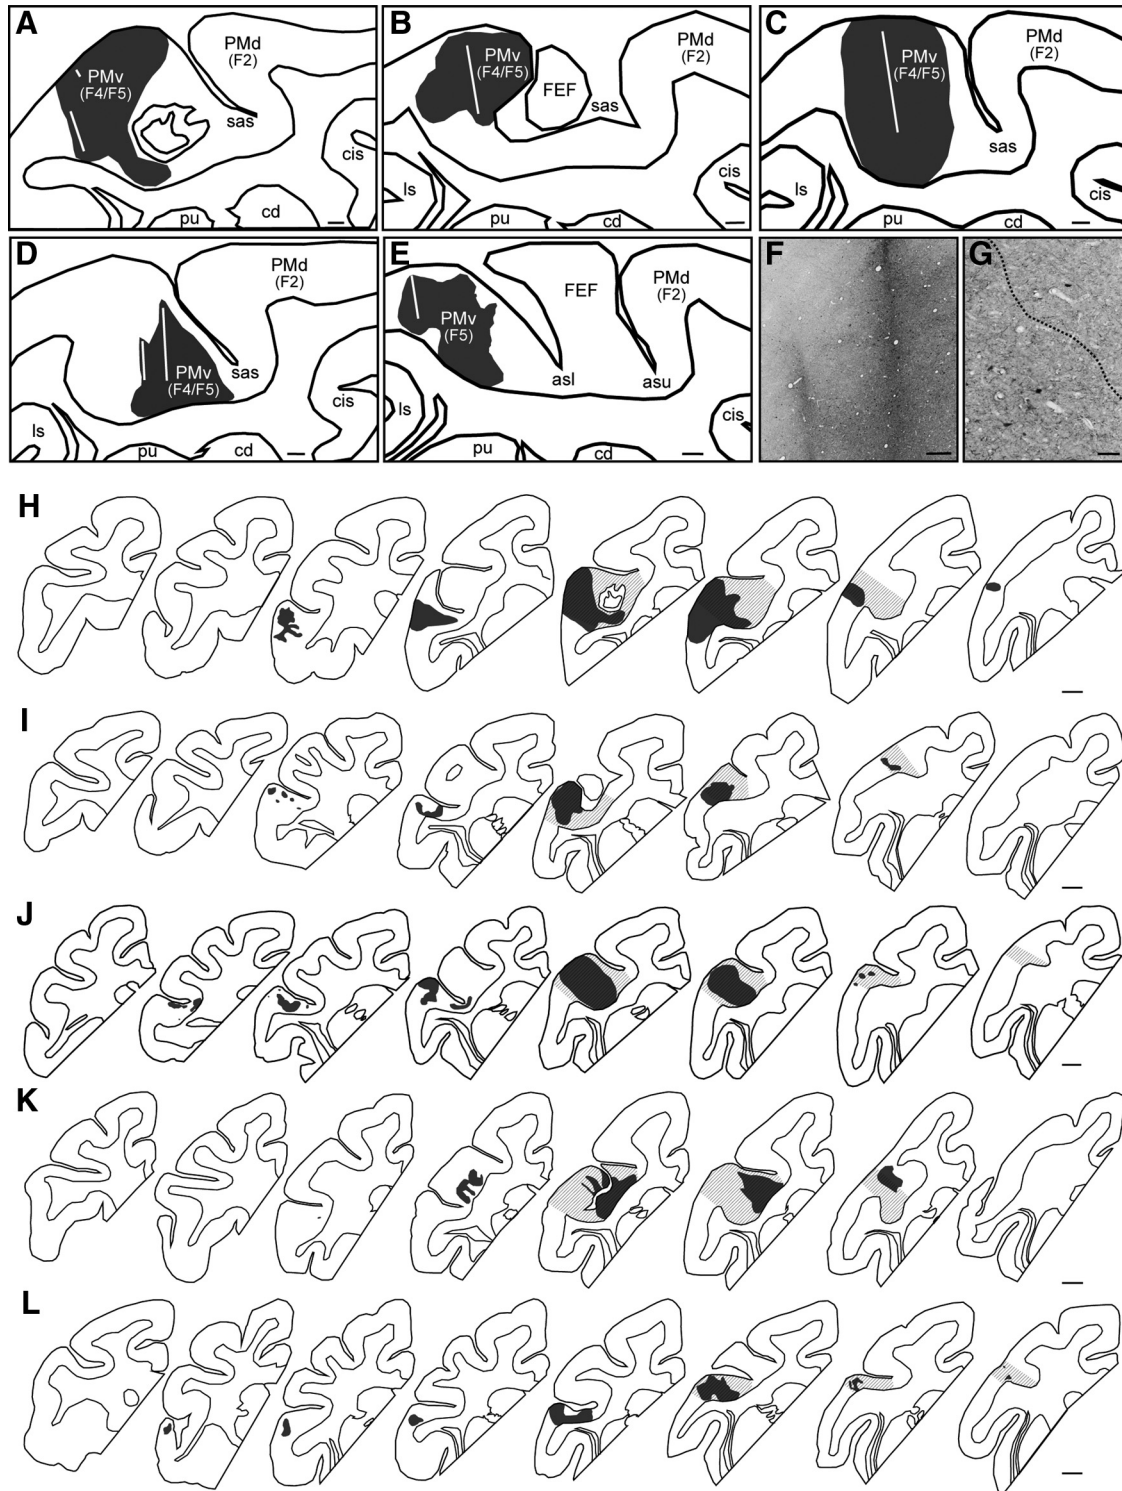 A
PMd
(F2)
PMv
(F4/F5)
sas
cis
pu
cd
B
PMd
(F2)
PMv
(F4/F5)
FEF
sas
ls
cis
pu
cd
C
PMd
(F2)
PMv
(F4/F5)
sas
ls
cis
pu
cd
D
PMd
(F2)
PMv
(F4/F5)
sas
ls
cis
pu
cd
E
FEF
PMd
(F2)
PMv
(F5)
asl
asu
ls
cis
pu
cd
F
G
H
I
J
K
L